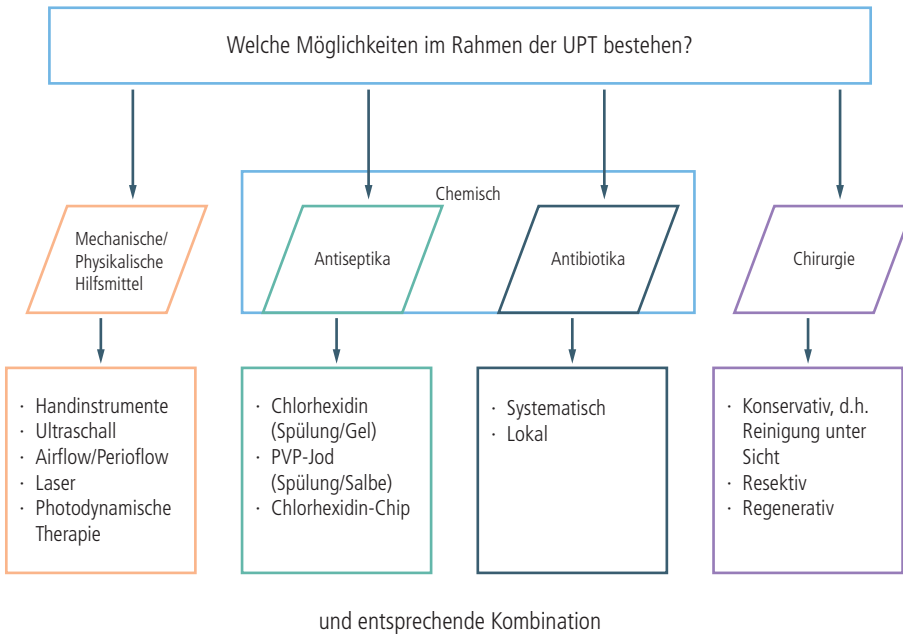 Welche Möglichkeiten im Rahmen der UPT bestehen?
Chemisch
Mechanische/
Physikalische
Hilfsmittel
Antiseptika
Antibiotika
Chirurgie
· Handinstrumente
· Ultraschall
· Airflow/Perioflow
· Laser
· Photodynamische
Therapie
· Chlorhexidin
(Spülung/Gel)
· PVP-Jod
(Spülung/Salbe)
· Chlorhexidin-Chip
· Systematisch
· Lokal
· Konservativ, d.h.
Reinigung unter
Sicht
· Resektiv
· Regenerativ
und entsprechende Kombination